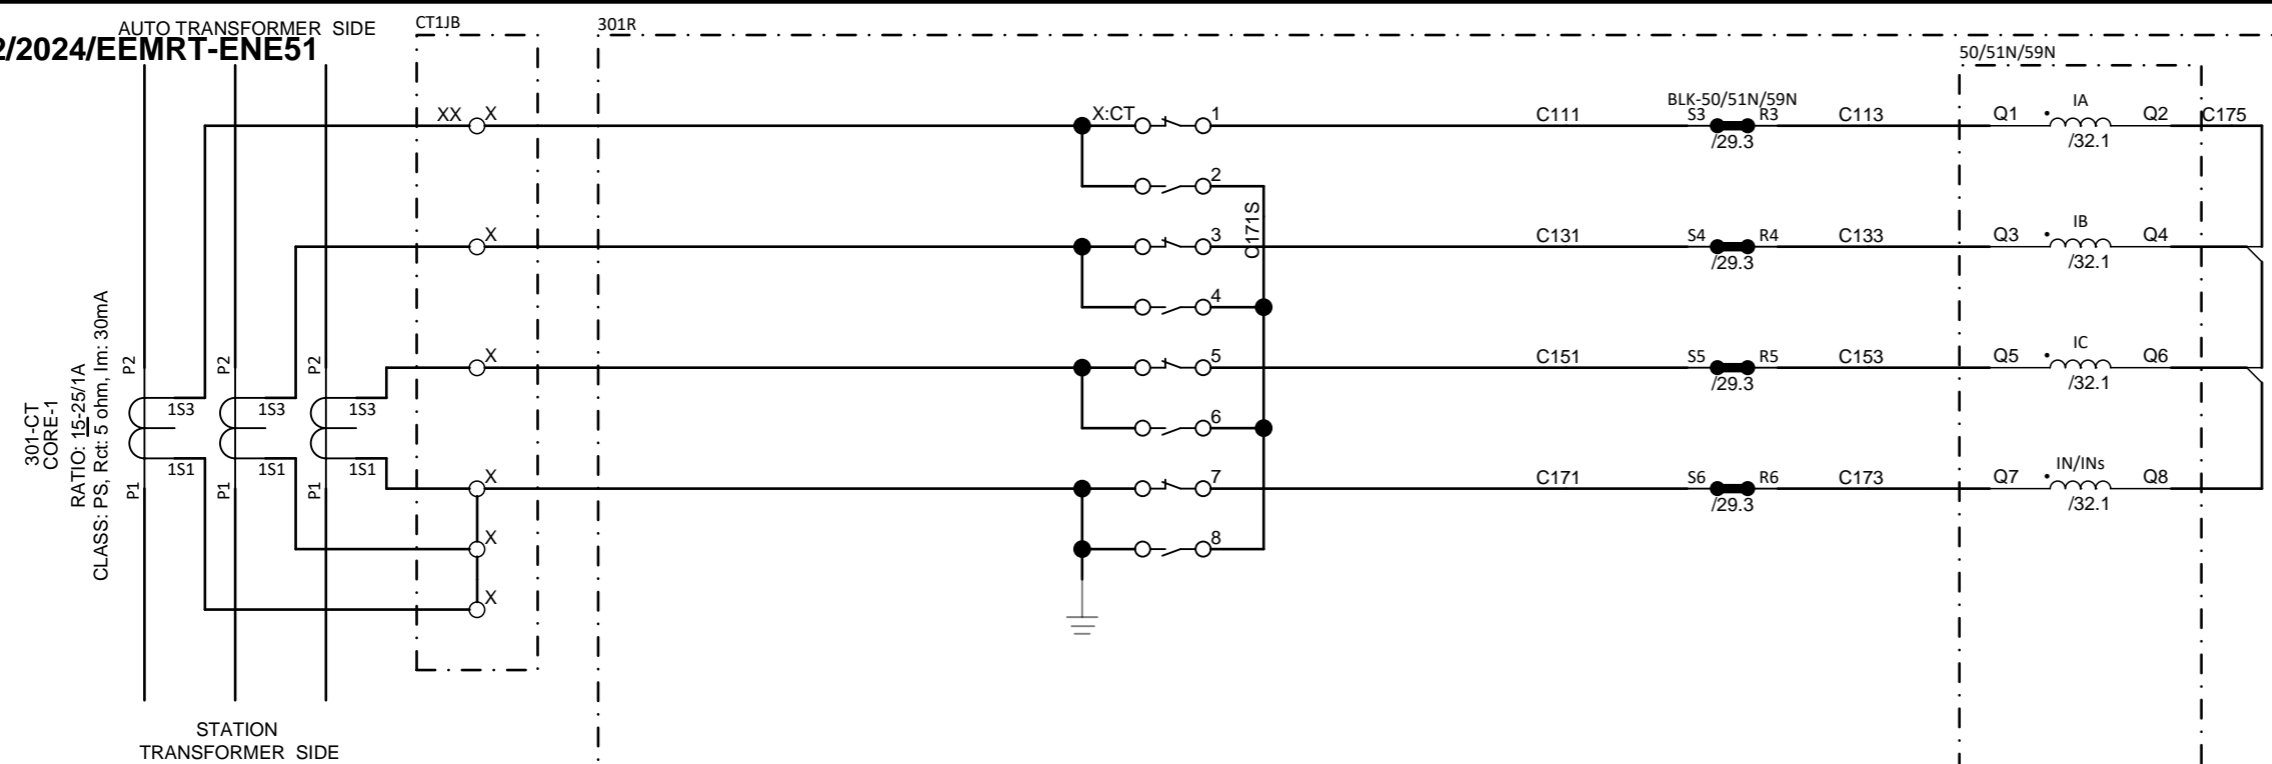 AUTO TRANSFORMER SIDE
2/2024/EEMRT-ENE51
CT1JB
301R
50/51N/59N
XX
X
X:CT
1
C111
BLK-50/51N/59N
S3
R3
/29.3
C113
Q1
IA
/32.1
Q2
C175
2
C171S
X
3
C131
S4
R4
/29.3
C133
Q3
IB
/32.1
Q4
4
X
5
C151
S5
R5
/29.3
C153
Q5
IC
/32.1
Q6
6
X
7
C171
S6
R6
/29.3
C173
Q7
IN/INs
/32.1
Q8
X
8
X
301-CT
CORE-1
RATIO: 15-25/1A
CLASS: PS, Rct: 5 ohm, Im: 30mA
P2
P2
P2
1S3
1S3
1S3
1S1
1S1
1S1
P1
P1
P1
STATION
TRANSFORMER SIDE